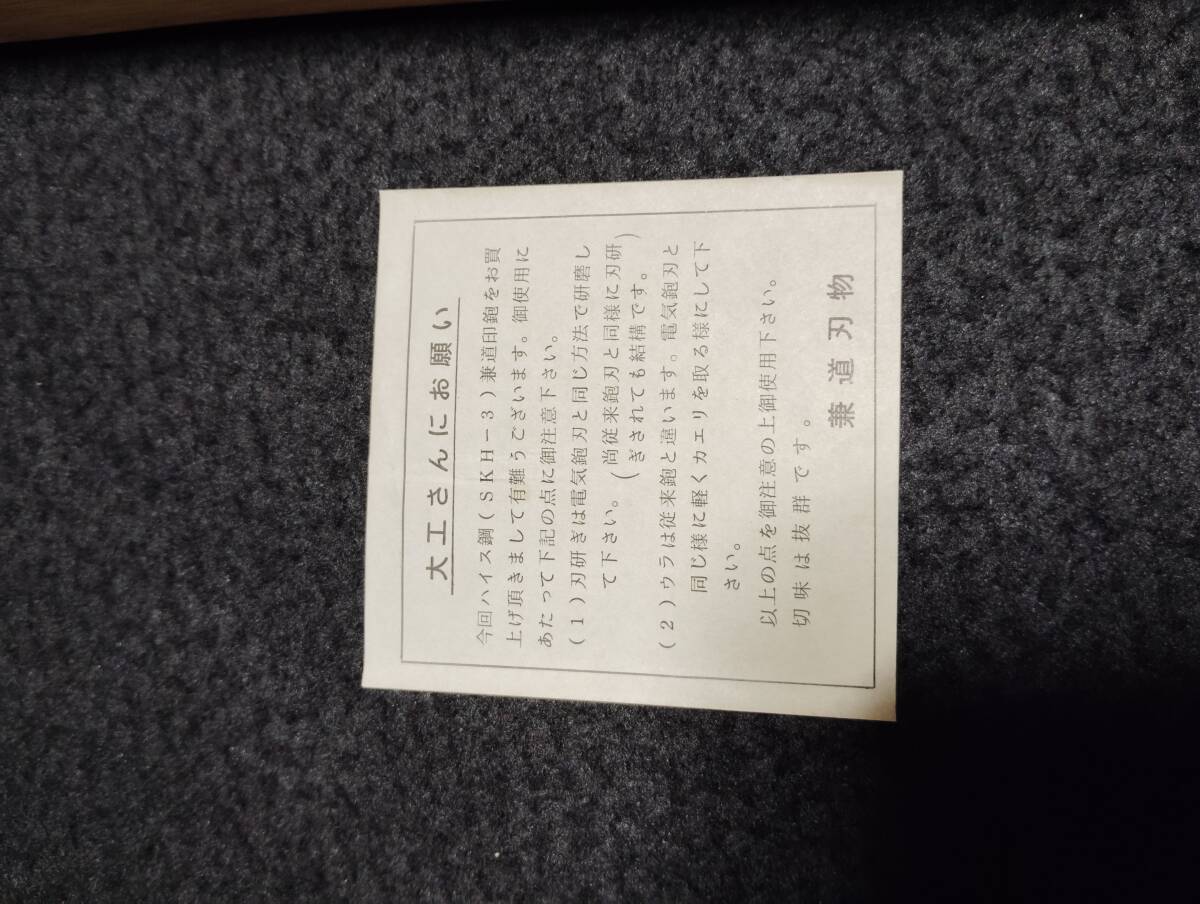 大工さんにお願い
今回ハイス鋼(SKH-3)兼道印鉋をお買
上げ頂きまして有難うございます。御使用に
あたって下記の点に御注意下さい。
(1)刃研ぎは電気鉋刃と同じ方法で研磨し
て下さい。(尚従来鉋刃と同様に刃研
ぎされても結構です。)
(2)ウラは従来鉋と違います。電気鉋刃と
同じ様に軽くカエリを取る様にして下
さい。
以上の点を御注意の上御使用下さい。
切味は抜群です。
兼道刃物